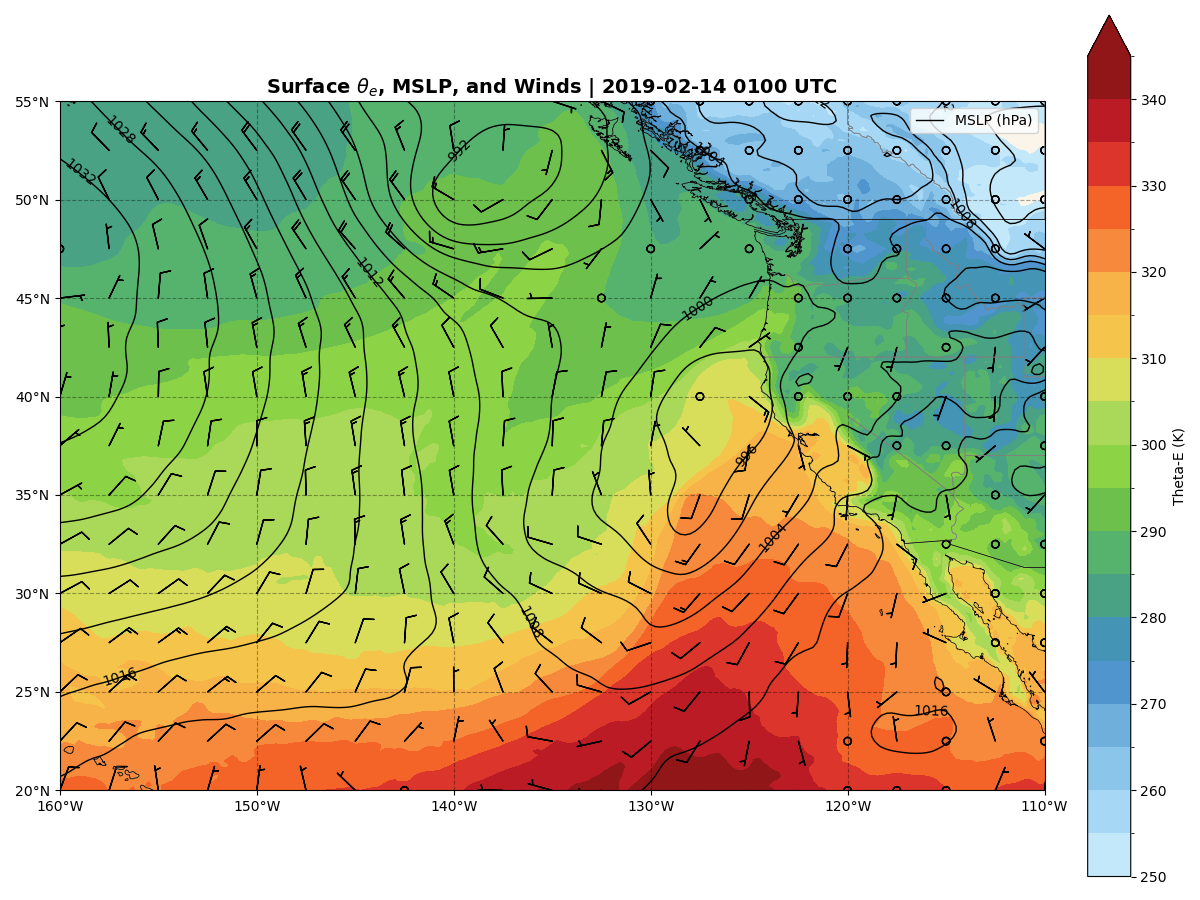 Surface θe, MSLP, and Winds | 2019-02-14 0100 UTC
MSLP (hPa)
55°N
50°N
45°N
40°N
35°N
30°N
25°N
20°N
160°W
150°W
140°W
130°W
120°W
110°W
1028
1032
992
1004
1008
1012
1000
996
1004
1008
1016
1016
340
330
320
310
300
290
280
270
260
250
Theta-E (K)